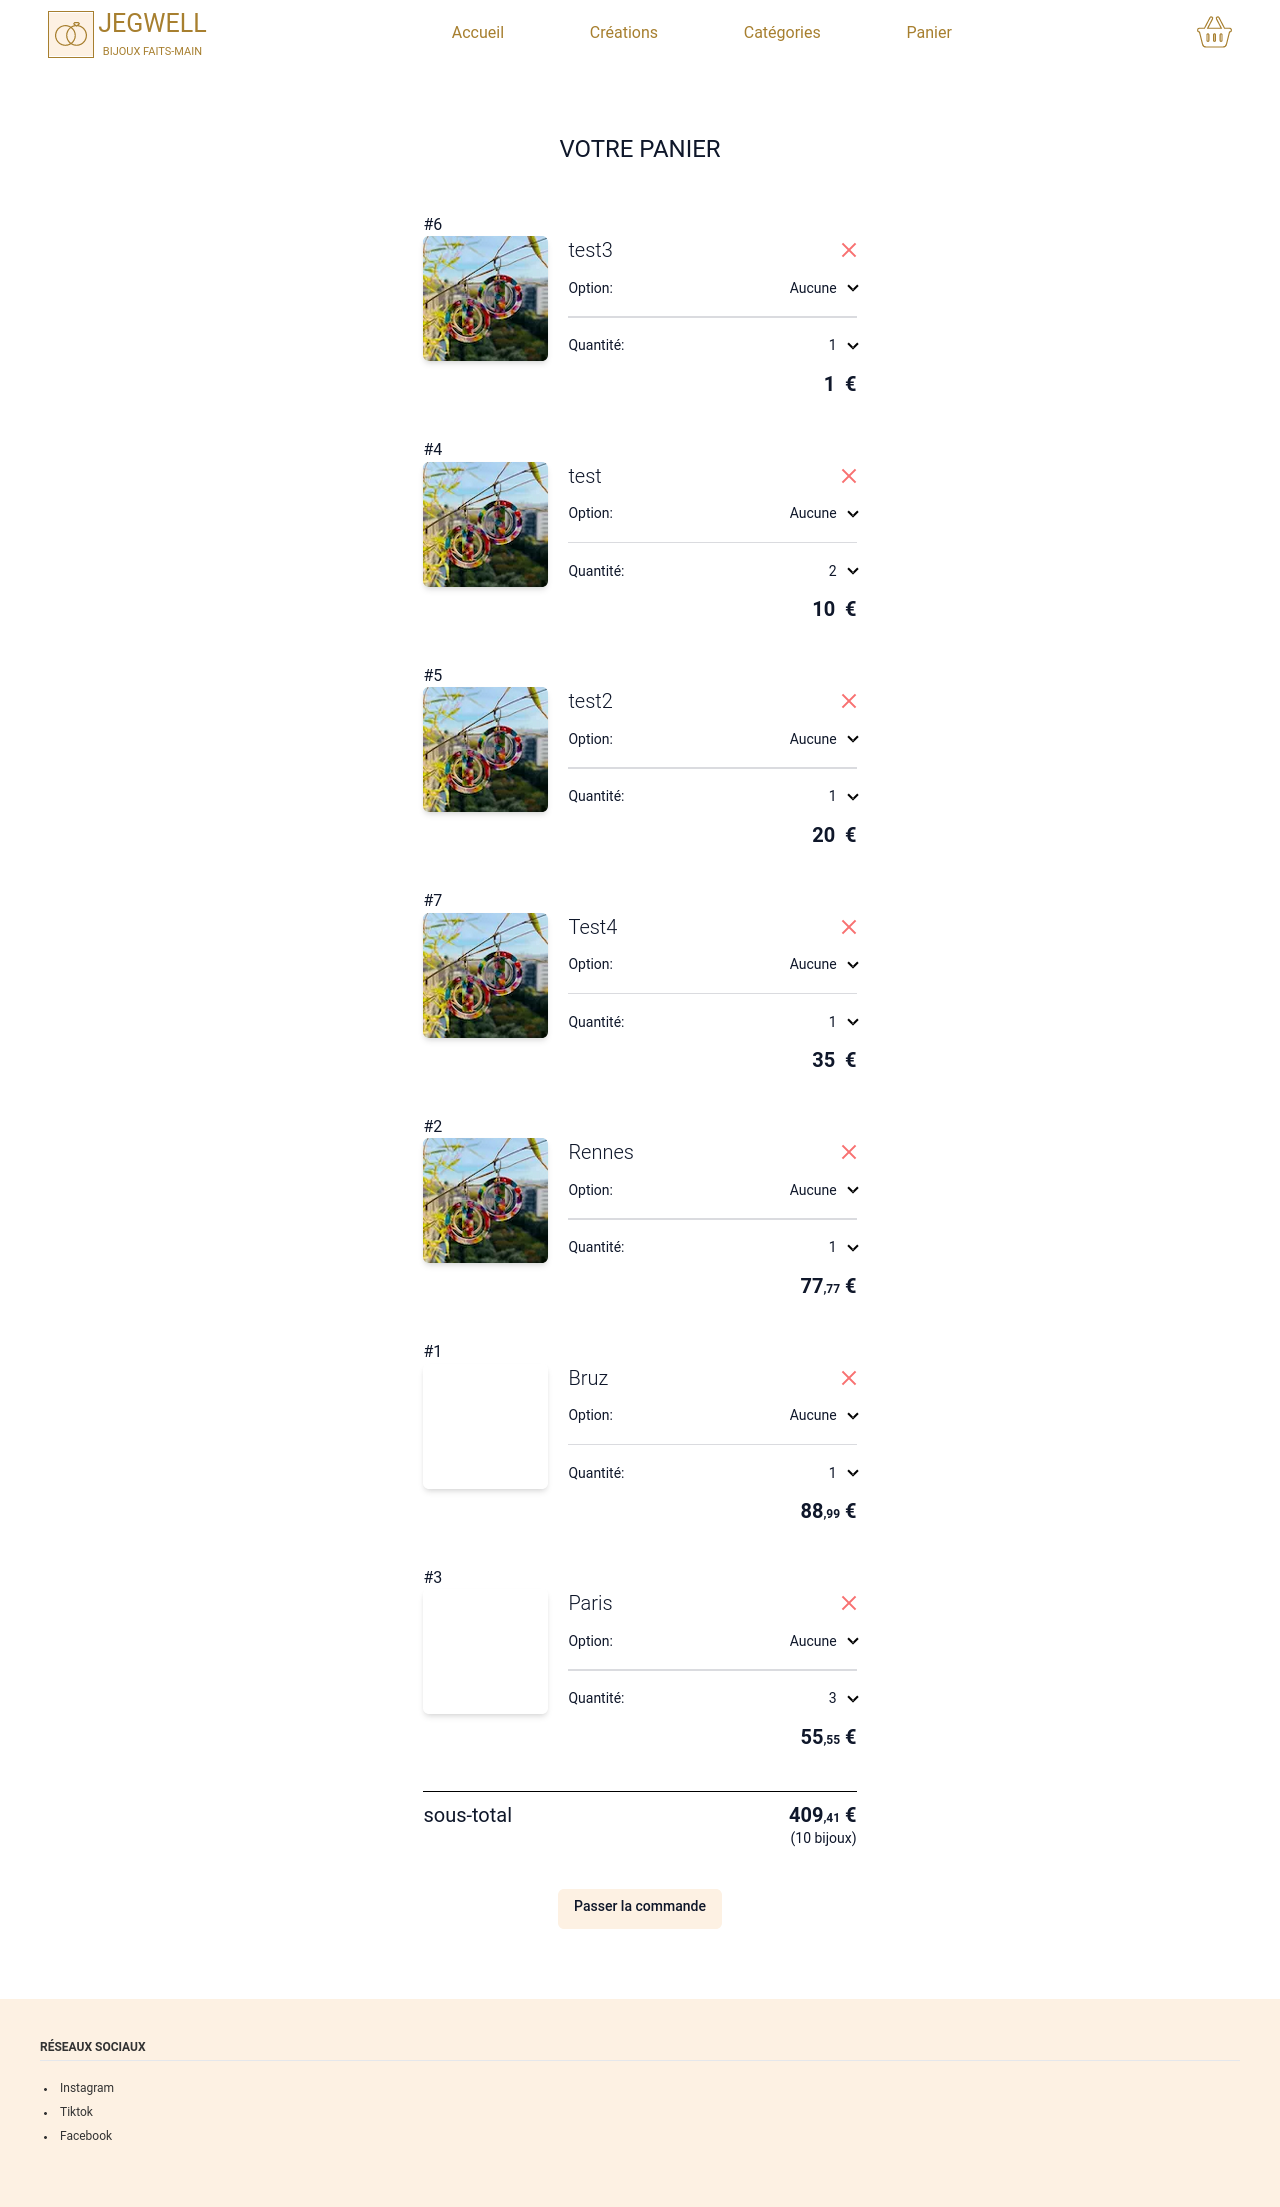 JEGWELL
BIJOUX FAITS-MAIN
Accueil
Créations
Catégories
Panier
VOTRE PANIER
#6
test3
Option:
Aucune
Quantité:
1
1 €
#4
test
Option:
Aucune
Quantité:
2
10 €
#5
test2
Option:
Aucune
Quantité:
1
20 €
#7
Test4
Option:
Aucune
Quantité:
1
35 €
#2
Rennes
Option:
Aucune
Quantité:
1
77,77 €
#1
Bruz
Option:
Aucune
Quantité:
1
88,99 €
#3
Paris
Option:
Aucune
Quantité:
3
55,55 €
sous-total
409,41 €
(10 bijoux)
Passer la commande
RÉSEAUX SOCIAUX
• Instagram
• Tiktok
• Facebook